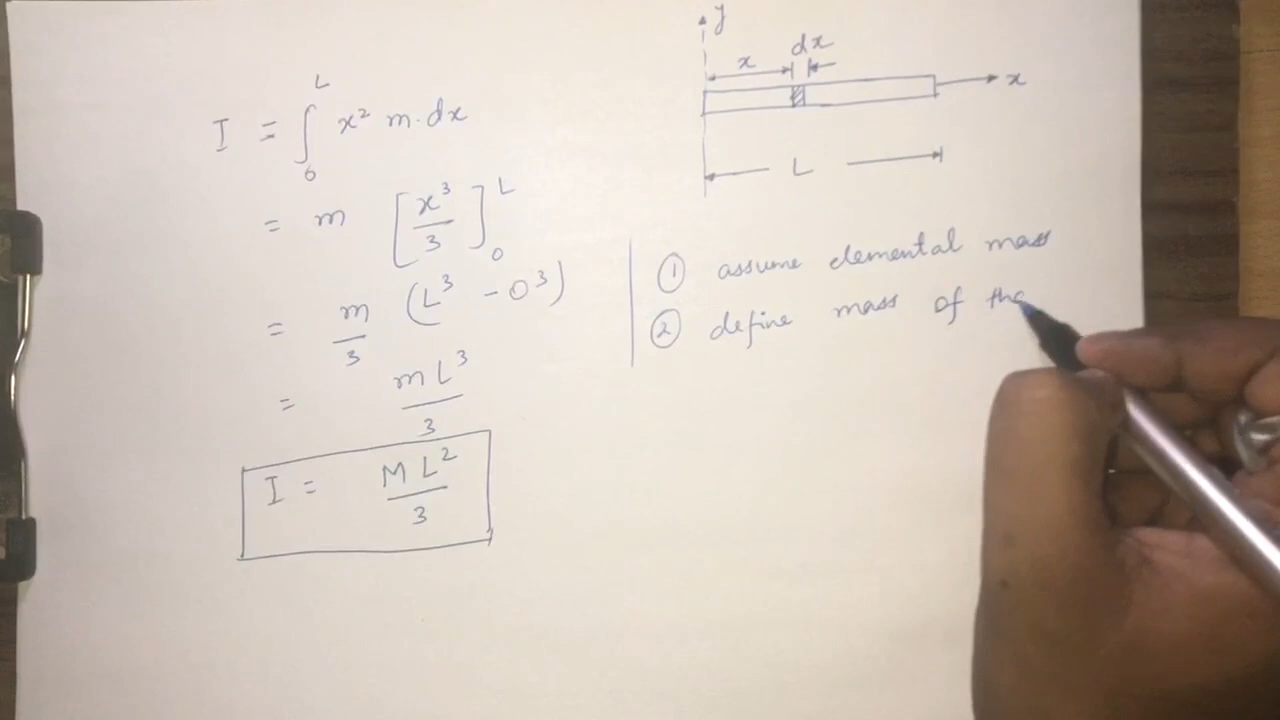 I = ∫₀ᴸ x² m·dx
= m [x³/3]₀ᴸ
= m/3 (L³ - 0³)
= mL³/3
I = ML²/3
y
dx
x
x
L
① assume elemental mass
② define mass of the